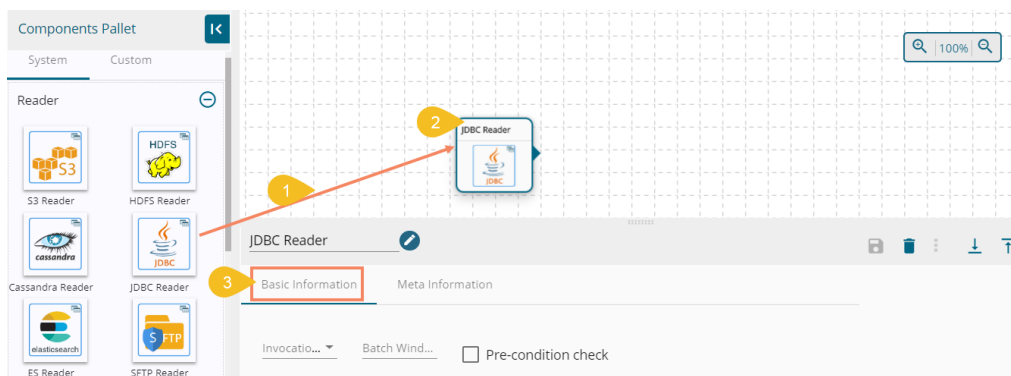 Components Pallet
System Custom
Reader
S3
HDFS
S3 Reader HDFS Reader
cassandra
JDBC
Cassandra Reader JDBC Reader
elasticsearch
SFTP
ES Reader SFTP Reader
100%
1
2
JDBC Reader
JDBC
JDBC Reader
3
Basic Information Meta Information
Invocatio... Batch Wind... Pre-condition check